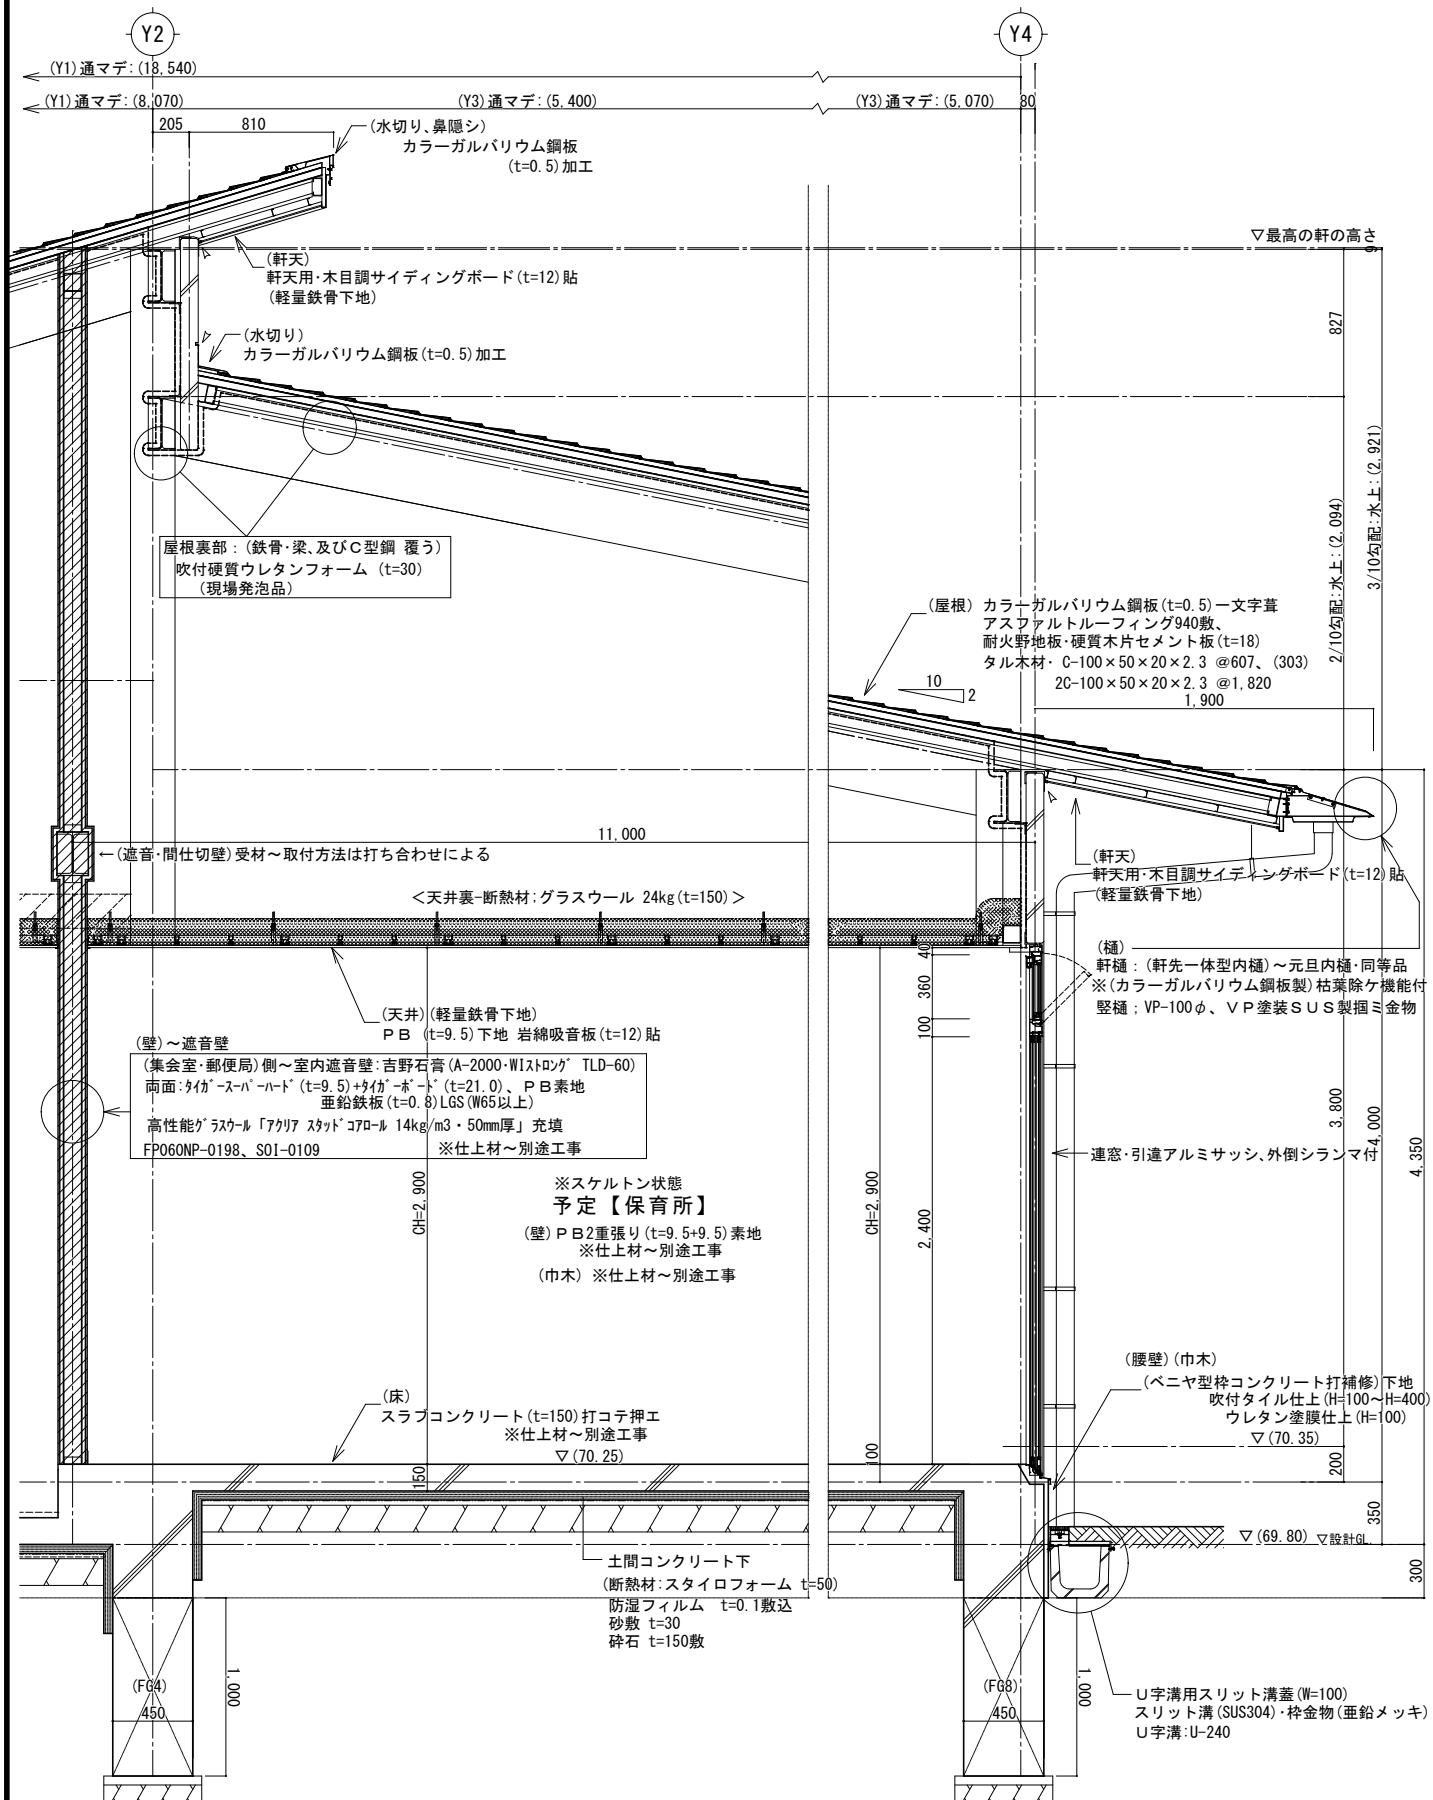 Y2
Y4
(Y1)通マデ:(18,540)
(Y1)通マデ:(8,070)
(Y3)通マデ:(5,400)
(Y3)通マデ:(5,070)
80
205
810
(水切り、鼻隠シ)
カラーガルバリウム鋼板
(t=0.5)加工
▽最高の軒の高さ
9
(軒天)
軒天用・木目調サイディングボード(t=12)貼
(軽量鉄骨下地)
(水切り)
カラーガルバリウム鋼板(t=0.5)加工
827
2/10勾配:水上:(2,094)
3/10勾配:水上:(2,921)
屋根裏部:(鉄骨・梁、及びC型鋼 覆う)
吹付硬質ウレタンフォーム (t=30)
(現場発泡品)
(屋根) カラーガルバリウム鋼板(t=0.5)一文字葺
アスファルトルーフィング940敷、
耐火野地板・硬質木片セメント板(t=18)
タル木材・ C-100×50×20×2.3 @607、(303)
2C-100×50×20×2.3 @1,820
10
2
1,900
11,000
←(遮音・間仕切壁)受材～取付方法は打ち合わせによる
(軒天)
軒天用・木目調サイディングボード(t=12)貼
(軽量鉄骨下地)
＜天井裏-断熱材;グラスウール 24kg(t=150)＞
40
360
100
(樋)
軒樋:(軒先一体型内樋)～元旦内樋・同等品
※(カラーガルバリウム鋼板製)枯葉除ケ機能付
竪樋;VP-100φ、VP塗装SUS製掴ミ金物
(天井)(軽量鉄骨下地)
PB (t=9.5)下地 岩綿吸音板(t=12)貼
(壁)～遮音壁
(集会室・郵便局)側～室内遮音壁:吉野石膏(A-2000・WIストロング TLD-60)
両面:タイガースーパーハード(t=9.5)+タイガーボード(t=21.0)、PB素地
亜鉛鉄板(t=0.8)LGS(W65以上)
高性能グラスウール「アクリア スタッドコアロール 14kg/m3・50mm厚」充填
FP060NP-0198、SOI-0109
※仕上材～別途工事
3,800
4,000
4,350
連窓・引違アルミサッシ、外倒シランマ付
CH=2,900
CH=2,900
2,400
※スケルトン状態
予定【保育所】
(壁)PB2重張り(t=9.5+9.5)素地
※仕上材～別途工事
(巾木) ※仕上材～別途工事
(腰壁)(巾木)
(ベニヤ型枠コンクリート打補修)下地
吹付タイル仕上(H=100～H=400)
ウレタン塗膜仕上(H=100)
▽(70.35)
(床)
スラブコンクリート(t=150)打コテ押エ
※仕上材～別途工事
▽(70.25)
150
100
200
350
▽(69.80) ▽設計GL.
300
土間コンクリート下
(断熱材:スタイロフォーム t=50)
防湿フィルム t=0.1敷込
砂敷 t=30
砕石 t=150敷
(FG4)
450
1,000
(FG8)
450
1,000
U字溝用スリット溝蓋(W=100)
スリット溝(SUS304)・枠金物(亜鉛メッキ)
U字溝:U-240